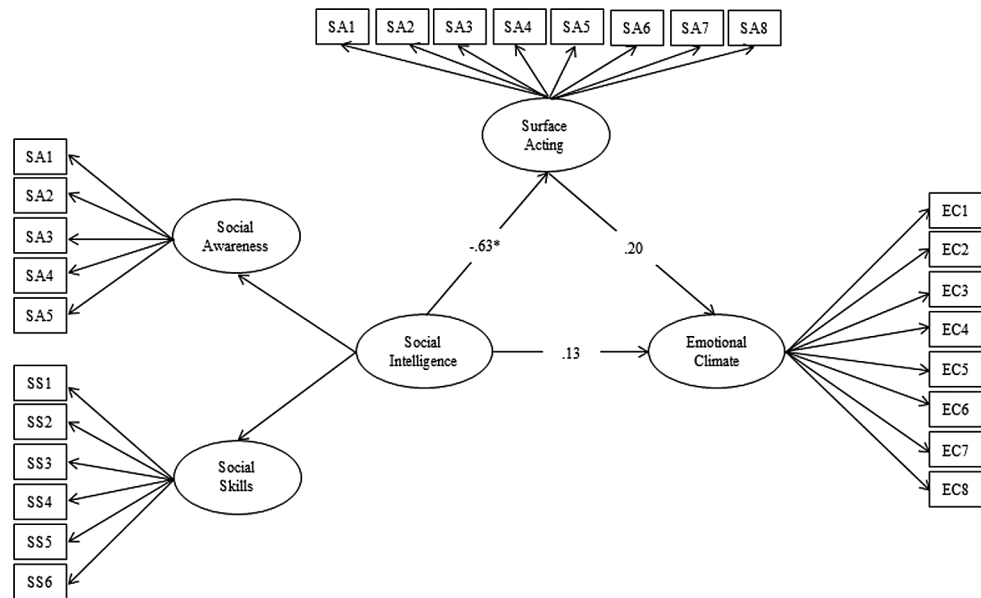 SA1 SA2 SA3 SA4 SA5 SA6 SA7 SA8
Surface
Acting
SA1
SA2
SA3
SA4
SA5
Social
Awareness
-.63*
.20
EC1
EC2
EC3
EC4
EC5
EC6
EC7
EC8
Social
Intelligence
.13
Emotional
Climate
SS1
SS2
SS3
SS4
SS5
SS6
Social
Skills